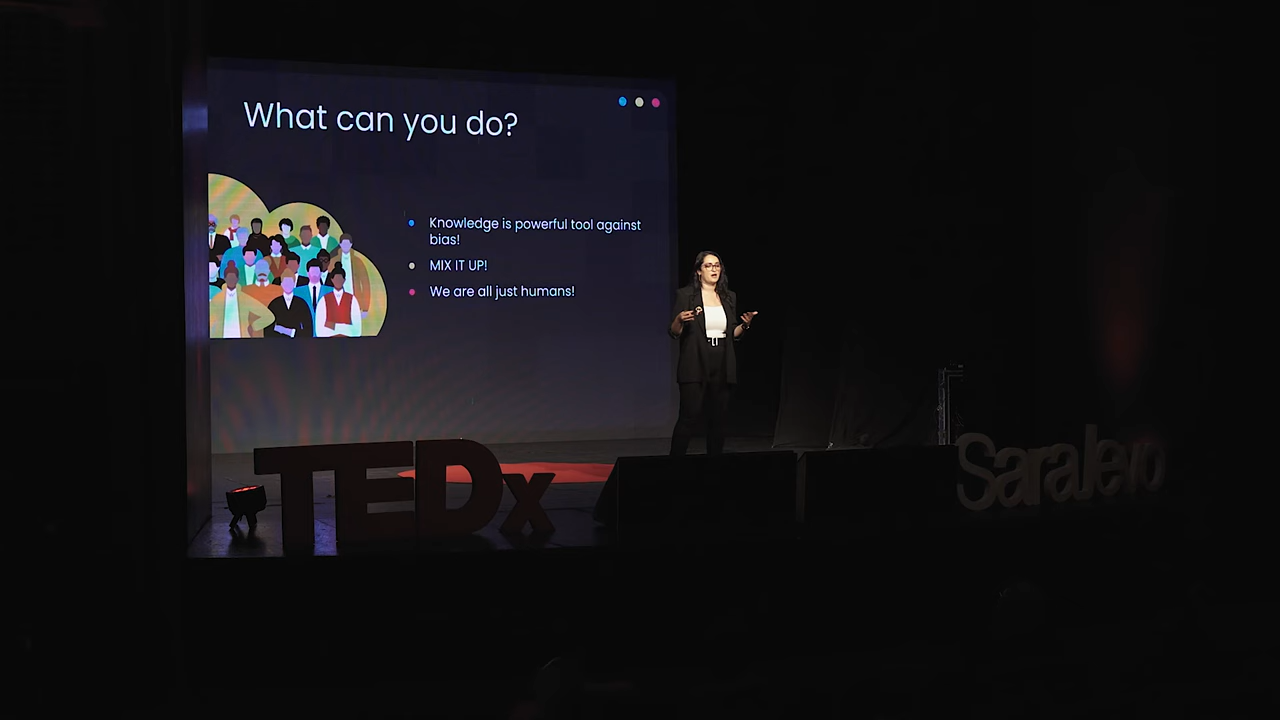 What can you do?
Knowledge is powerful tool against
bias!
MIX IT UP!
We are all just humans!
TEDx
Sarajevo